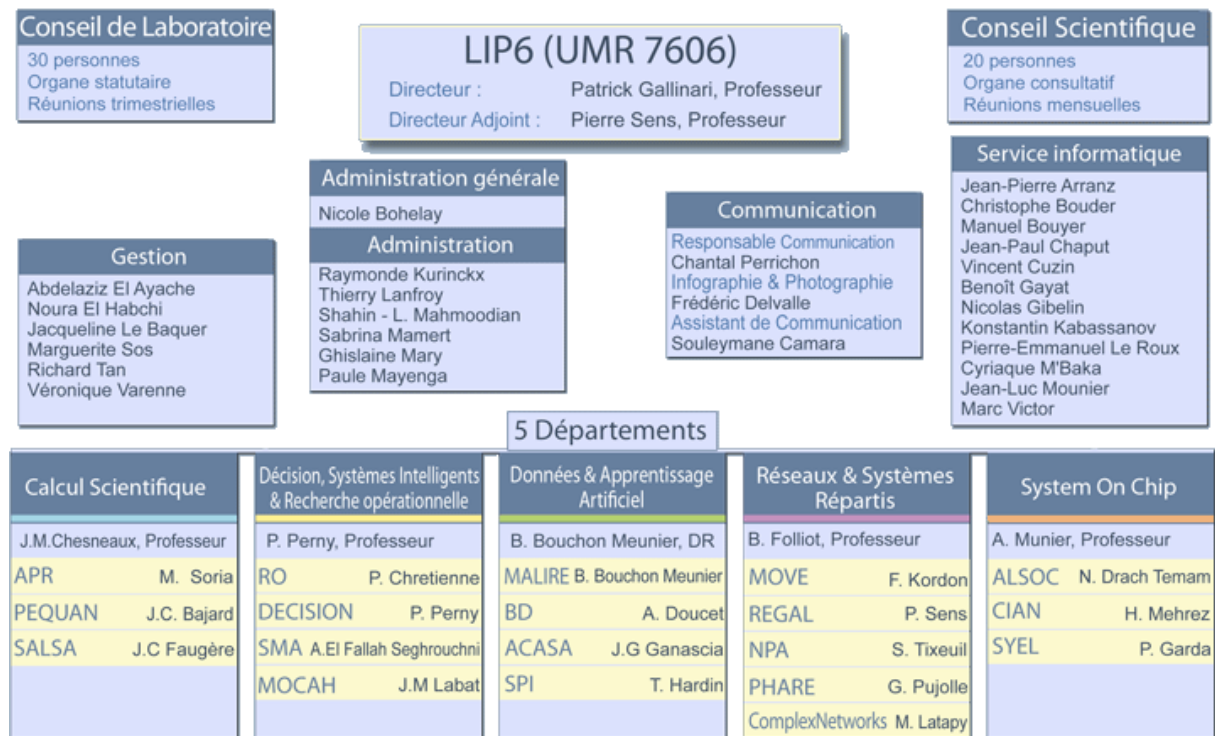 Conseil de Laboratoire
30 personnes
Organe statutaire
Réunions trimestrielles
LIP6 (UMR 7606)
Directeur : Patrick Gallinari, Professeur
Directeur Adjoint : Pierre Sens, Professeur
Conseil Scientifique
20 personnes
Organe consultatif
Réunions mensuelles
Gestion
Abdelaziz El Ayache
Noura El Habchi
Jacqueline Le Baquer
Marguerite Sos
Richard Tan
Véronique Varenne
Administration générale
Nicole Bohelay
Administration
Raymonde Kurinckx
Thierry Lanfroy
Shahin - L. Mahmoodian
Sabrina Mamert
Ghislaine Mary
Paule Mayenga
Communication
Responsable Communication
Chantal Perrichon
Infographie & Photographie
Frédéric Delvalle
Assistant de Communication
Souleymane Camara
Service informatique
Jean-Pierre Arranz
Christophe Bouder
Manuel Bouyer
Jean-Paul Chaput
Vincent Cuzin
Benoît Gayat
Nicolas Gibelin
Konstantin Kabassanov
Pierre-Emmanuel Le Roux
Cyriaque M'Baka
Jean-Luc Mounier
Marc Victor
5 Départements
Calcul Scientifique
J.M.Chesneaux, Professeur
APR M. Soria
PEQUAN J.C. Bajard
SALSA J.C Faugère
Décision, Systèmes Intelligents
& Recherche opérationnelle
P. Perny, Professeur
RO P. Chretienne
DECISION P. Perny
SMA A.El Fallah Seghrouchni
MOCAH J.M Labat
Données & Apprentissage
Artificiel
B. Bouchon Meunier, DR
MALIRE B. Bouchon Meunier
BD A. Doucet
ACASA J.G Ganascia
SPI T. Hardin
Réseaux & Systèmes
Répartis
B. Folliot, Professeur
MOVE F. Kordon
REGAL P. Sens
NPA S. Tixeuil
PHARE G. Pujolle
ComplexNetworks M. Latapy
System On Chip
A. Munier, Professeur
ALSOC N. Drach Temam
CIAN H. Mehrez
SYEL P. Garda